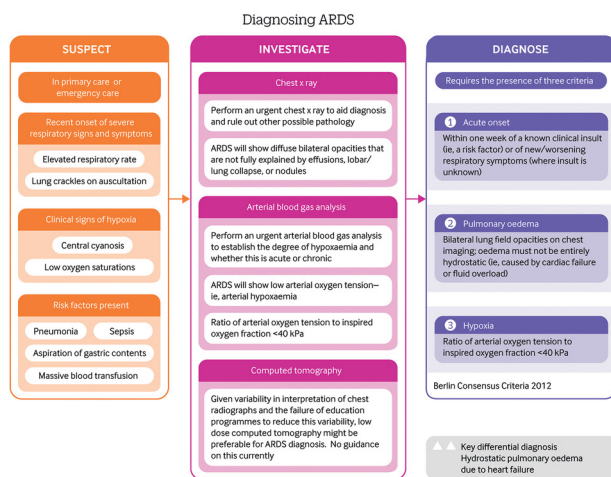 Diagnosing ARDS
SUSPECT
In primary care or
emergency care
Recent onset of severe
respiratory signs and symptoms
Elevated respiratory rate
Lung crackles on auscultation
Clinical signs of hypoxia
Central cyanosis
Low oxygen saturations
Risk factors present
Pneumonia
Sepsis
Aspiration of gastric contents
Massive blood transfusion
INVESTIGATE
Chest x ray
Perform an urgent chest x ray to aid diagnosis
and rule out other possible pathology
ARDS will show diffuse bilateral opacities
that are not fully explained by effusions, lobar/
lung collapse, or nodules
Arterial blood gas analysis
Perform an urgent arterial blood gas analysis
to establish the degree of hypoxaemia and
whether this is acute or chronic
ARDS will show low arterial oxygen tension—
ie, arterial hypoxaemia
Ratio of arterial oxygen tension to inspired
oxygen fraction <40 kPa
Computed tomography
Given variability in interpretation of chest
radiographs and the failure of education
programmes to reduce this variability, low
dose computed tomography might be
preferable for ARDS diagnosis. No guidance
on this currently
DIAGNOSE
Requires the presence of three criteria
1 Acute onset
Within one week of a known clinical insult
(ie, a risk factor) or of new/worsening
respiratory symptoms (where insult is
unknown)
2 Pulmonary oedema
Bilateral lung field opacities on chest
imaging; oedema must not be entirely
hydrostatic (ie, caused by cardiac failure
or fluid overload)
3 Hypoxia
Ratio of arterial oxygen tension to
inspired oxygen fraction <40 kPa
Berlin Consensus Criteria 2012
Key differential diagnosis
Hydrostatic pulmonary oedema
due to heart failure